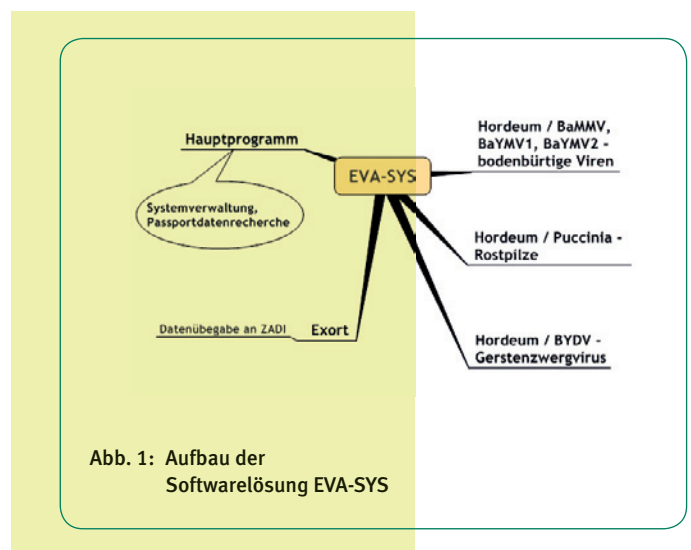 Hauptprogramm
Systemverwaltung,
Passportdatenrecherche
EVA-SYS
Hordeum / BaMMV,
BaYMV1, BaYMV2 -
bodenbürtige Viren
Hordeum / Puccinia -
Rostpilze
Hordeum / BYDV -
Gerstenzwergvirus
Datenübegabe an ZADI Exort
Abb. 1: Aufbau der
Softwarelösung EVA-SYS